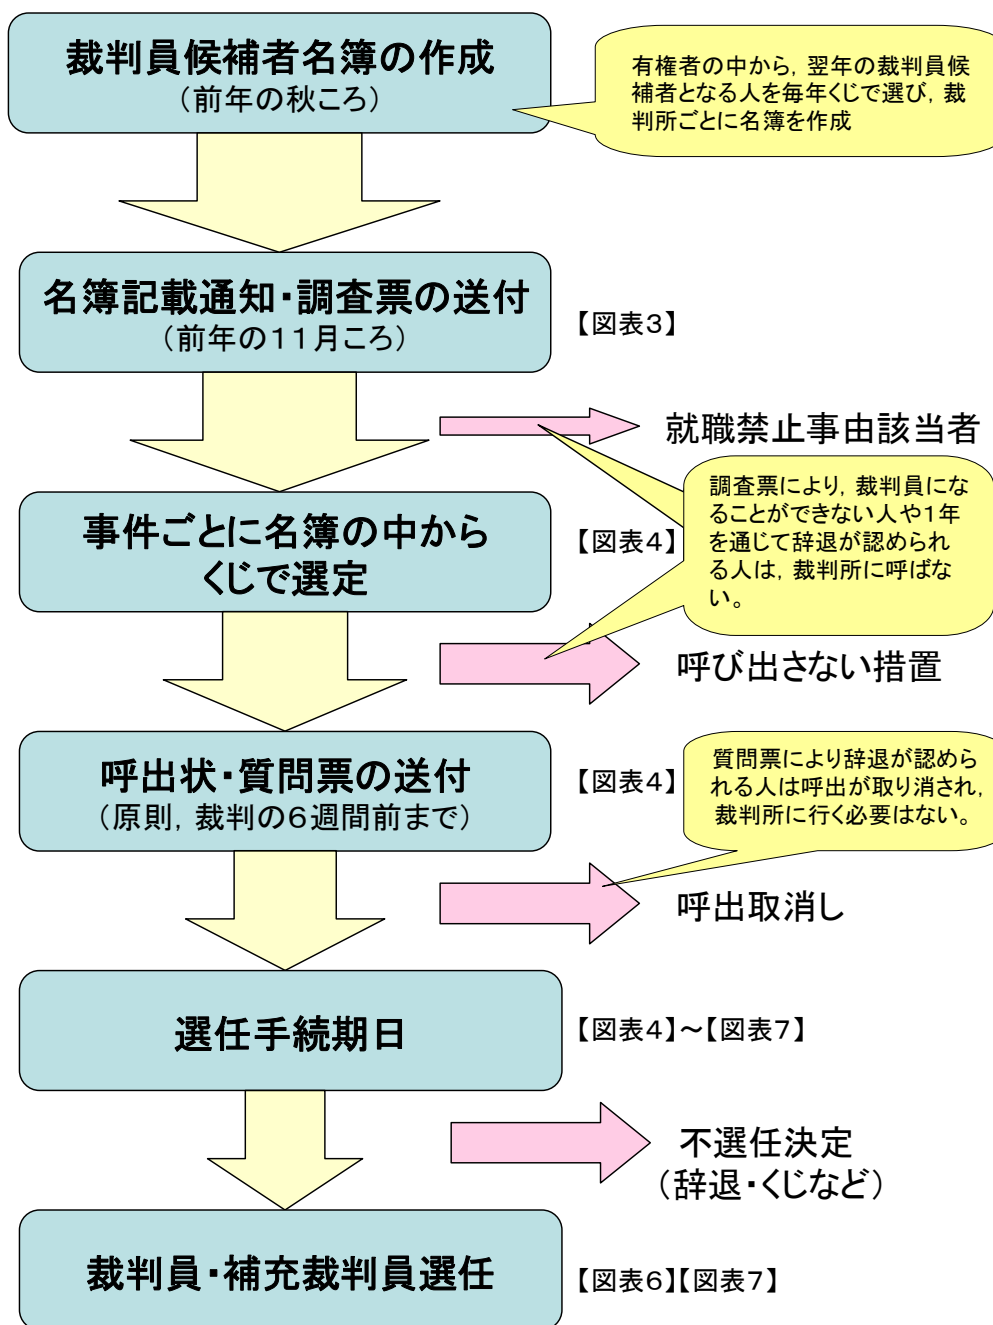 裁判員候補者名簿の作成
（前年の秋ころ）
有権者の中から，翌年の裁判員候
補者となる人を毎年くじで選び，裁
判所ごとに名簿を作成
名簿記載通知・調査票の送付
（前年の１１月ころ）
【図表３】
就職禁止事由該当者
調査票により，裁判員にな
ることができない人や１年
を通じて辞退が認められ
る人は，裁判所に呼ばな
い。
事件ごとに名簿の中から
くじで選定
【図表４】
呼び出さない措置
呼出状・質問票の送付
（原則，裁判の６週間前まで）
【図表４】
質問票により辞退が認めら
れる人は呼出が取り消され，
裁判所に行く必要はない。
呼出取消し
選任手続期日
【図表４】～【図表７】
不選任決定
（辞退・くじなど）
裁判員・補充裁判員選任
【図表６】【図表７】